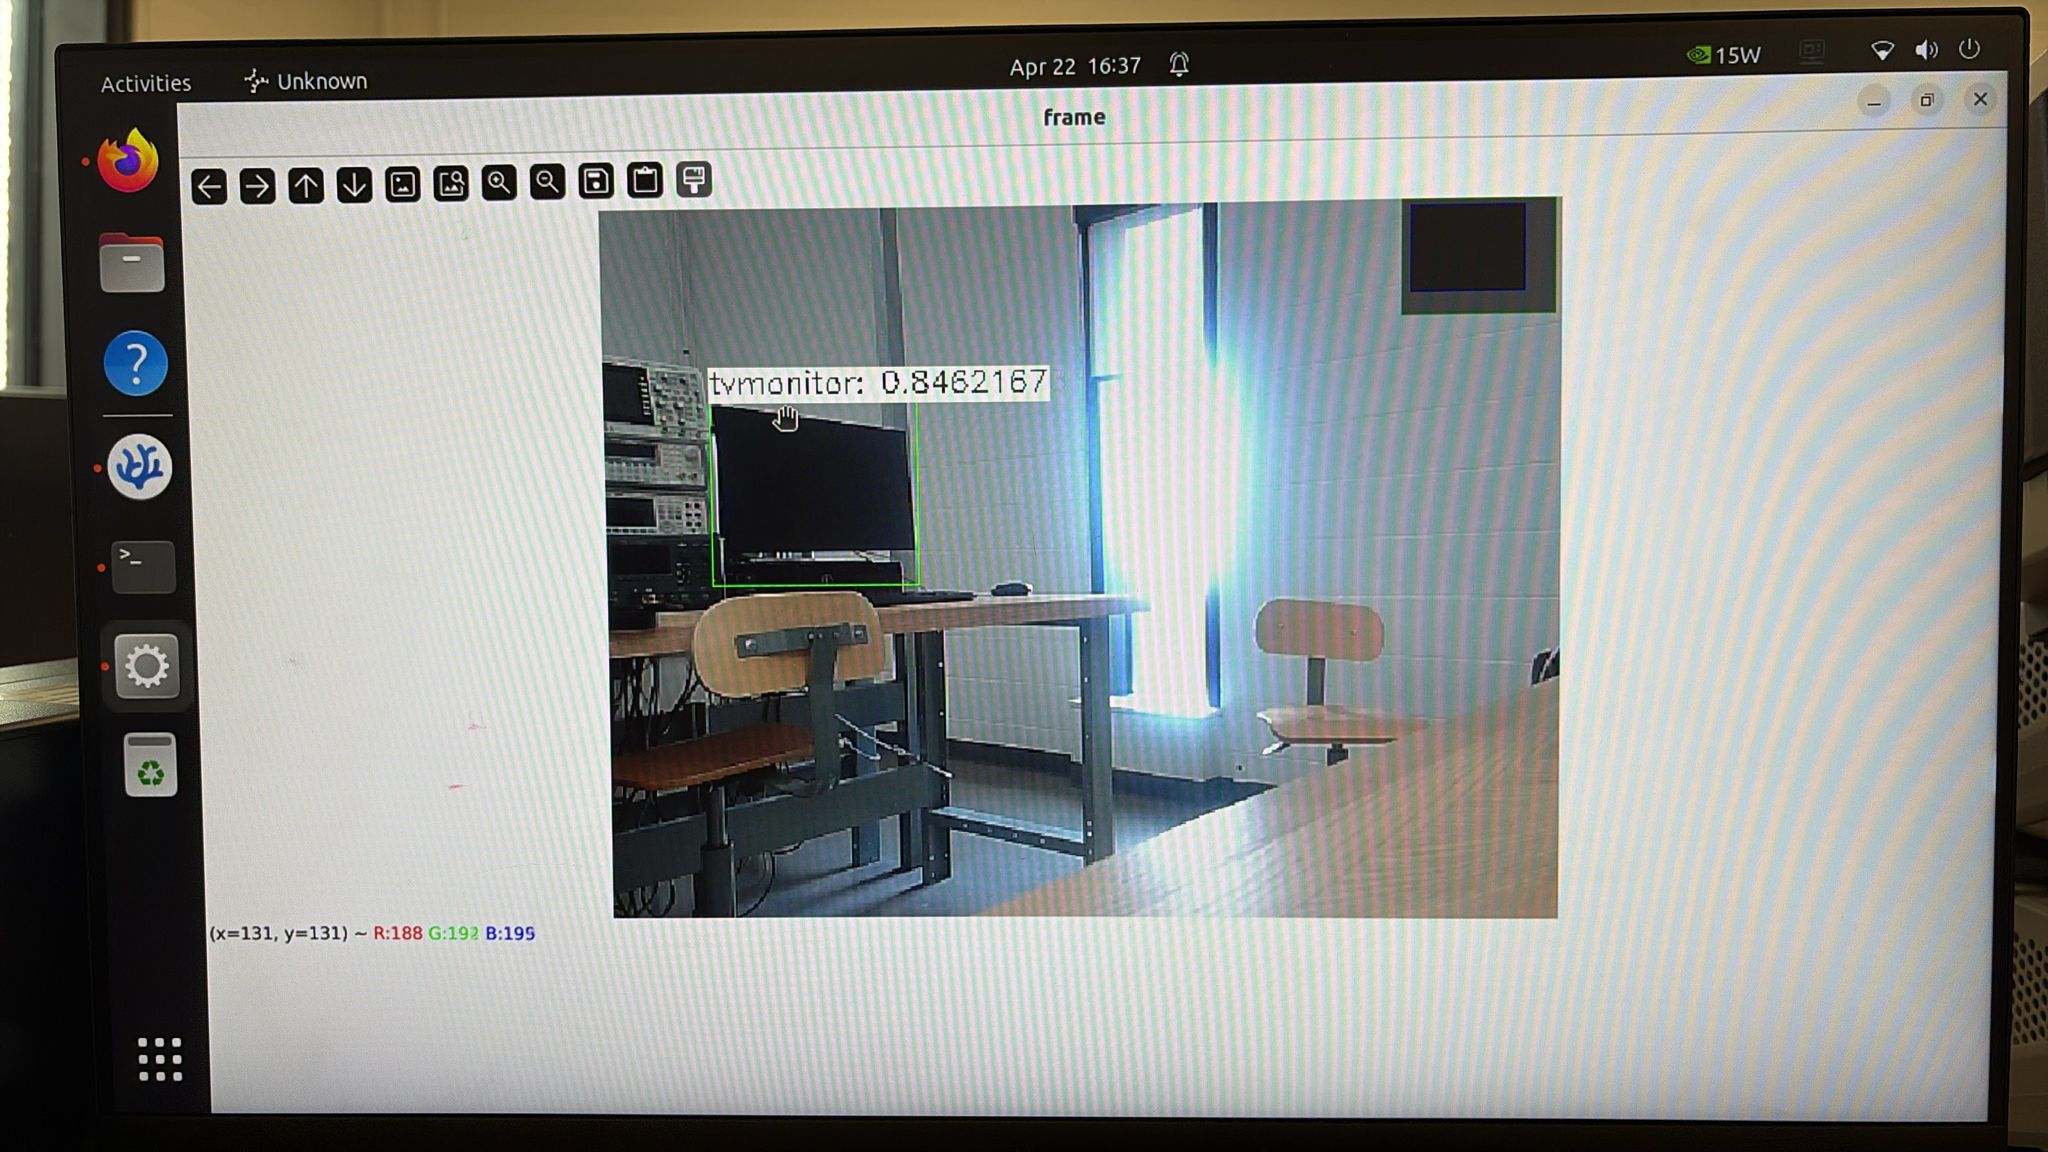 Activities Unknown Apr 22 16:37 15W
frame
tvmonitor: 0.8462167
(x=131, y=131) ~ R:188 G:192 B:195